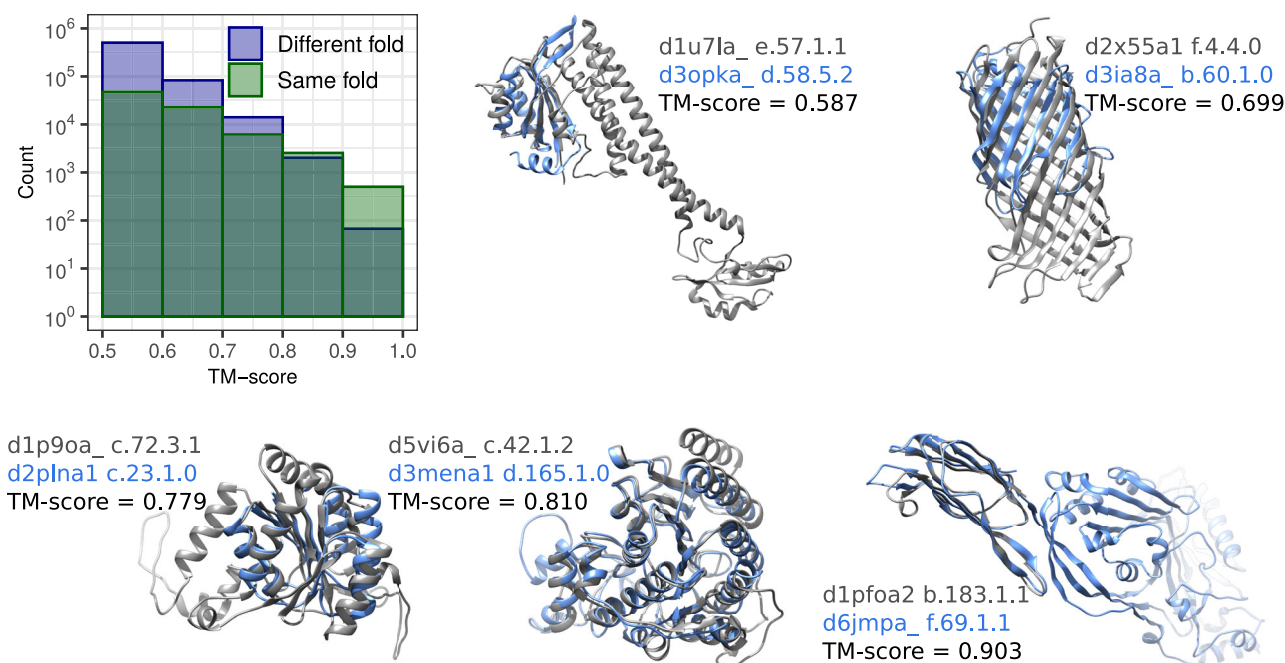 10^6
10^5
10^4
10^3
10^2
10^1
10^0
Count
Different fold
Same fold
0.5 0.6 0.7 0.8 0.9 1.0
TM−score
d1u7la_ e.57.1.1
d3opka_ d.58.5.2
TM-score = 0.587
d2x55a1 f.4.4.0
d3ia8a_ b.60.1.0
TM-score = 0.699
d1p9oa_ c.72.3.1
d2plna1 c.23.1.0
TM-score = 0.779
d5vi6a_ c.42.1.2
d3mena1 d.165.1.0
TM-score = 0.810
d1pfoa2 b.183.1.1
d6jmpa_ f.69.1.1
TM-score = 0.903